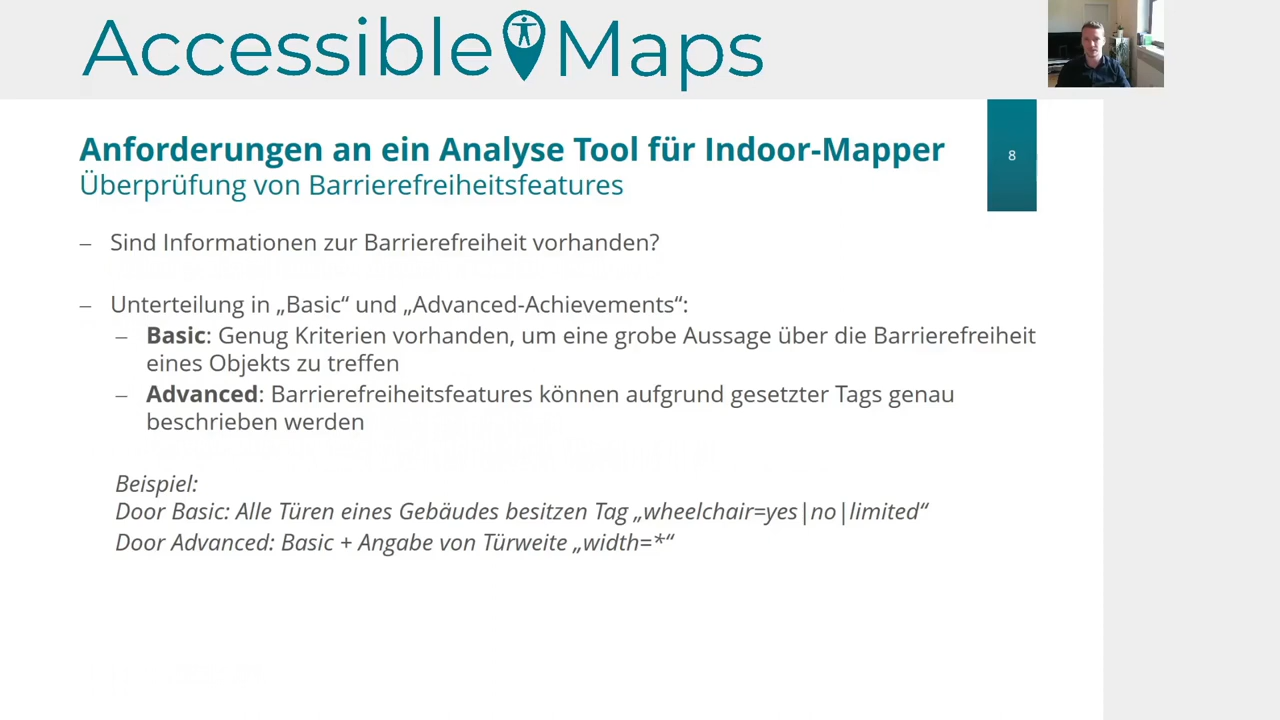 Accessible Maps
Anforderungen an ein Analyse Tool für Indoor-Mapper
8
Überprüfung von Barrierefreiheitsfeatures
– Sind Informationen zur Barrierefreiheit vorhanden?
– Unterteilung in „Basic“ und „Advanced-Achievements“:
– Basic: Genug Kriterien vorhanden, um eine grobe Aussage über die Barrierefreiheit
eines Objekts zu treffen
– Advanced: Barrierefreiheitsfeatures können aufgrund gesetzter Tags genau
beschrieben werden
Beispiel:
Door Basic: Alle Türen eines Gebäudes besitzen Tag „wheelchair=yes|no|limited“
Door Advanced: Basic + Angabe von Türweite „width=*“